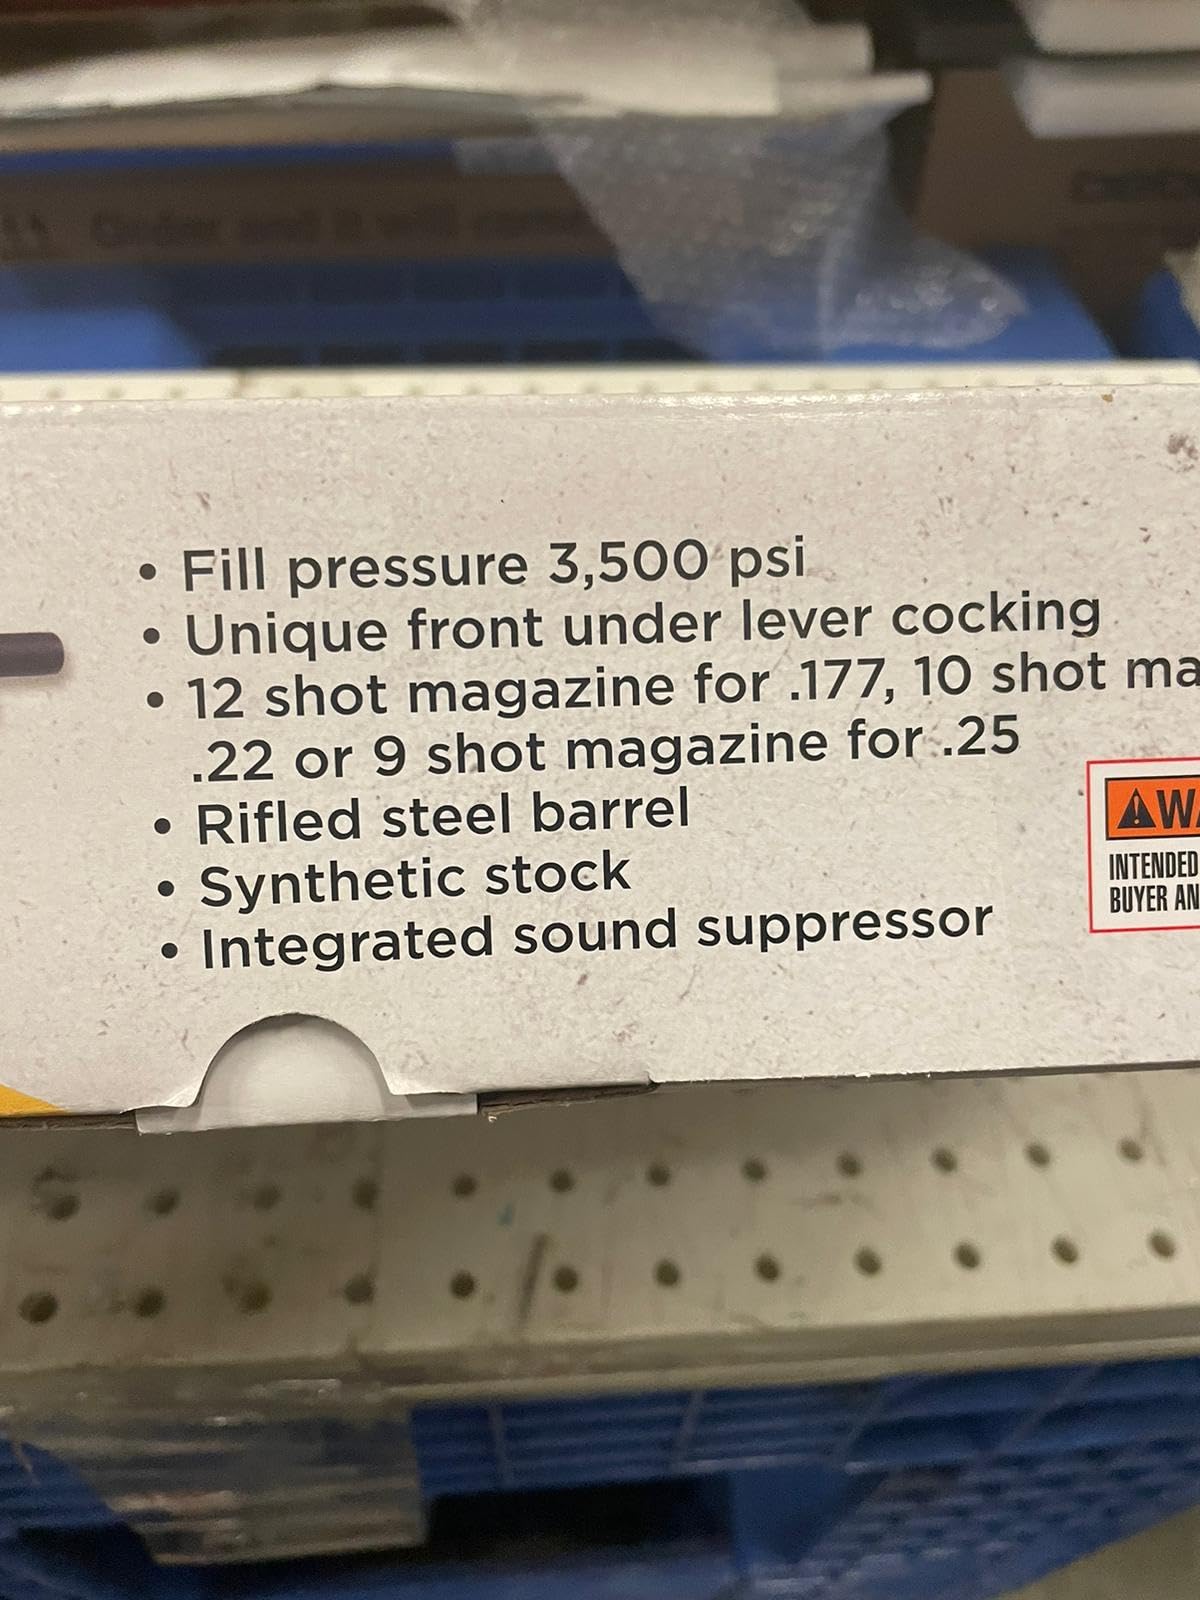 • Fill pressure 3,500 psi
• Unique front under lever cocking
• 12 shot magazine for .177, 10 shot ma
.22 or 9 shot magazine for .25
• Rifled steel barrel
• Synthetic stock
• Integrated sound suppressor
WA
INTENDED
BUYER AN